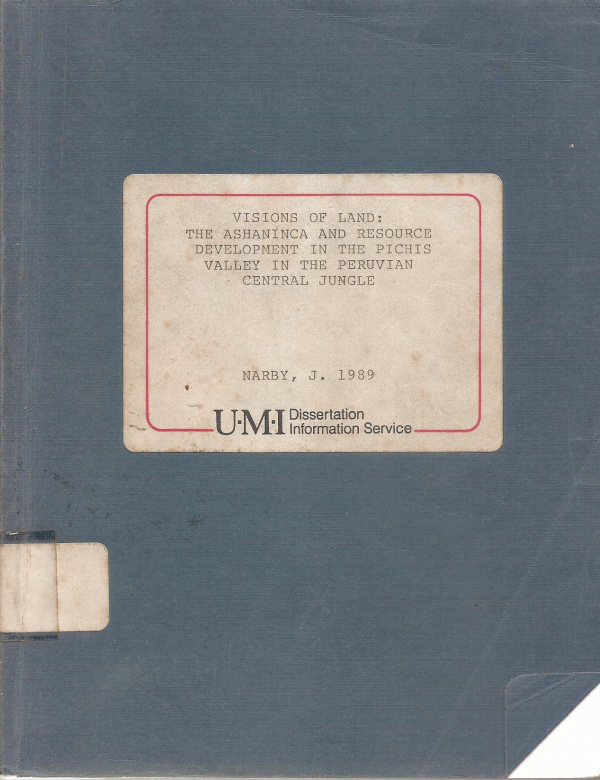 VISIONS OF LAND:
THE ASHANINCA AND RESOURCE
DEVELOPMENT IN THE PICHIS
VALLEY IN THE PERUVIAN
CENTRAL JUNGLE
NARBY, J. 1989
U·M·I Dissertation
Information Service